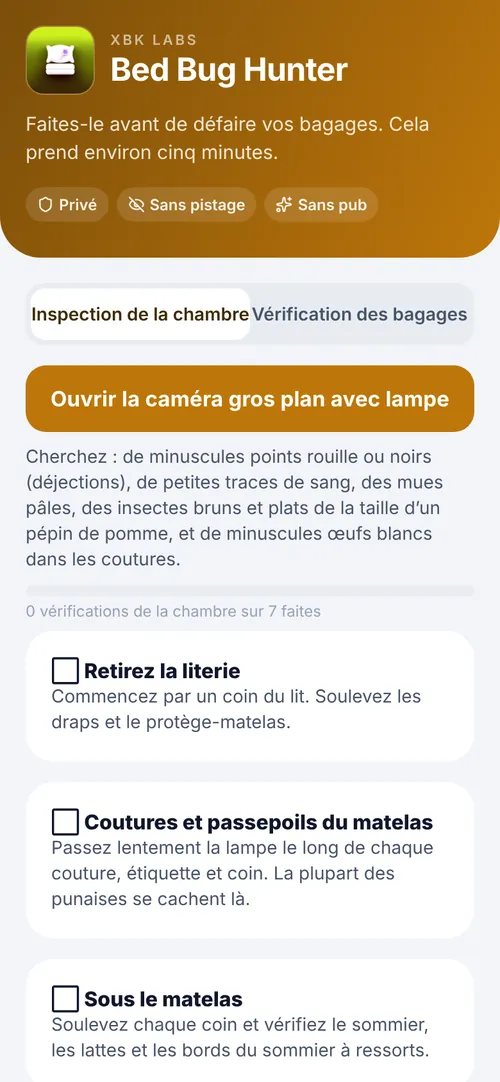 XBK LABS
Bed Bug Hunter
Faites-le avant de défaire vos bagages. Cela
prend environ cinq minutes.
Privé
Sans pistage
Sans pub
Inspection de la chambre
Vérification des bagages
Ouvrir la caméra gros plan avec lampe
Cherchez : de minuscules points rouille ou noirs
(déjections), de petites traces de sang, des mues
pâles, des insectes bruns et plats de la taille d’un
pépin de pomme, et de minuscules œufs blancs
dans les coutures.
0 vérifications de la chambre sur 7 faites
Retirez la literie
Commencez par un coin du lit. Soulevez les
draps et le protège-matelas.
Coutures et passepoils du matelas
Passez lentement la lampe le long de chaque
couture, étiquette et coin. La plupart des
punaises se cachent là.
Sous le matelas
Soulevez chaque coin et vérifiez le sommier,
les lattes et les bords du sommier à ressorts.